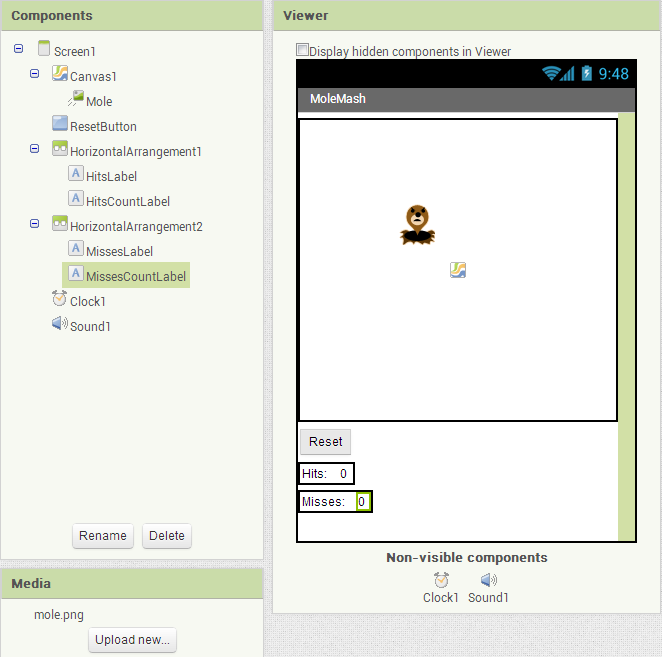 Components
Screen1
Canvas1
Mole
ResetButton
HorizontalArrangement1
HitsLabel
HitsCountLabel
HorizontalArrangement2
MissesLabel
MissesCountLabel
Clock1
Sound1
Rename Delete
Media
mole.png
Upload new...
Viewer
Display hidden components in Viewer
9:48
MoleMash
Reset
Hits: 0
Misses: 0
Non-visible components
Clock1 Sound1